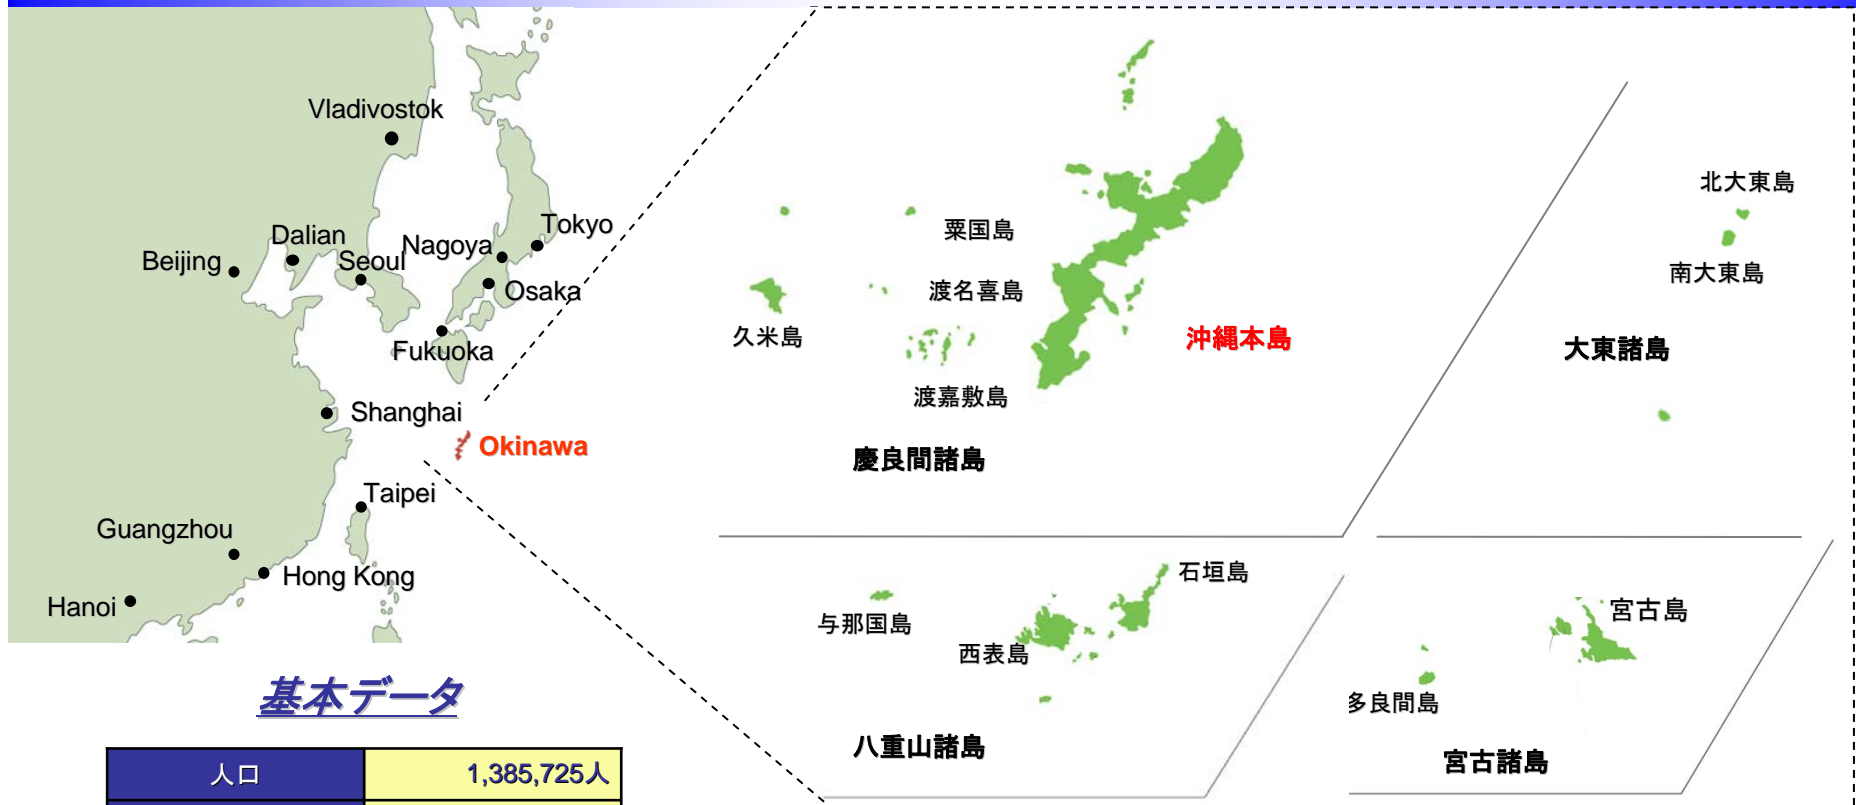 Vladivostok
Tokyo
Dalian
Nagoya
Beijing
Seoul
Osaka
Fukuoka
Shanghai
Okinawa
Taipei
Guangzhou
Hong Kong
Hanoi
粟国島
渡名喜島
久米島
沖縄本島
渡嘉敷島
慶良間諸島
北大東島
南大東島
大東諸島
石垣島
与那国島
西表島
八重山諸島
宮古島
多良間島
宮古諸島
基本データ
人口 1,385,725人